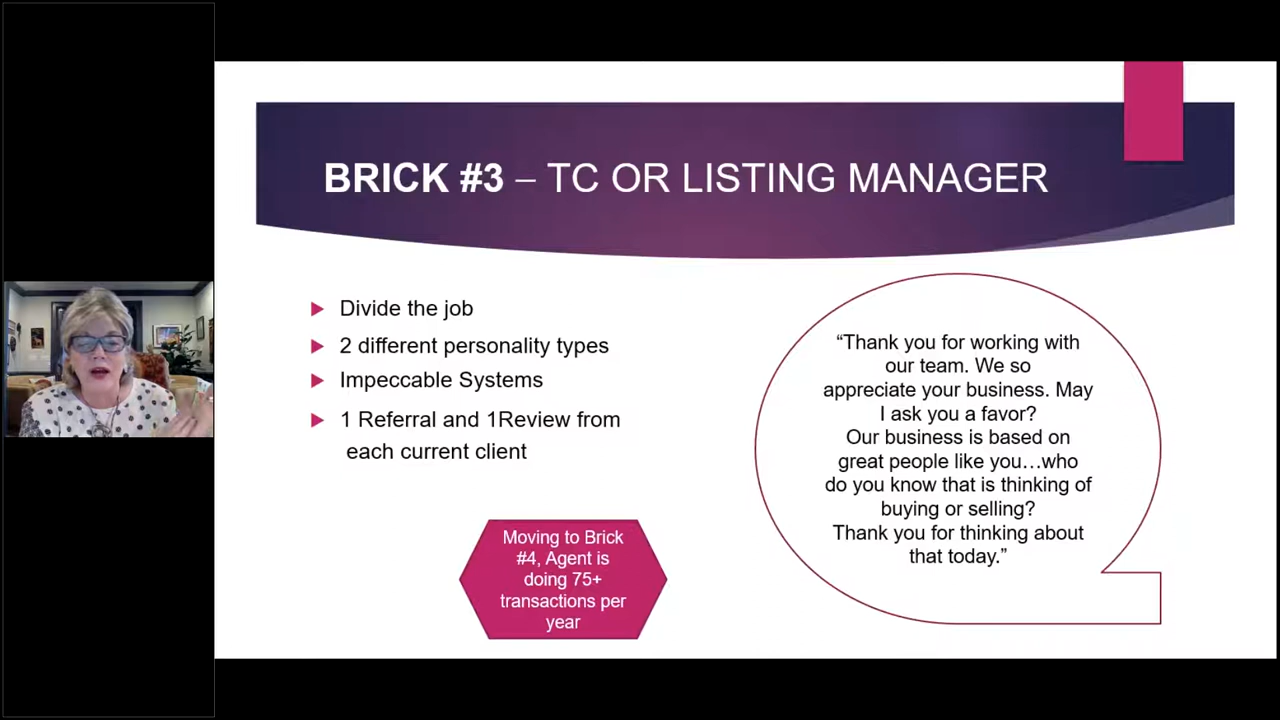 BRICK #3 – TC OR LISTING MANAGER
Divide the job
2 different personality types
Impeccable Systems
1 Referral and 1Review from
each current client
Moving to Brick
#4, Agent is
doing 75+
transactions per
year
“Thank you for working with
our team. We so
appreciate your business. May
I ask you a favor?
Our business is based on
great people like you…who
do you know that is thinking of
buying or selling?
Thank you for thinking about
that today.”